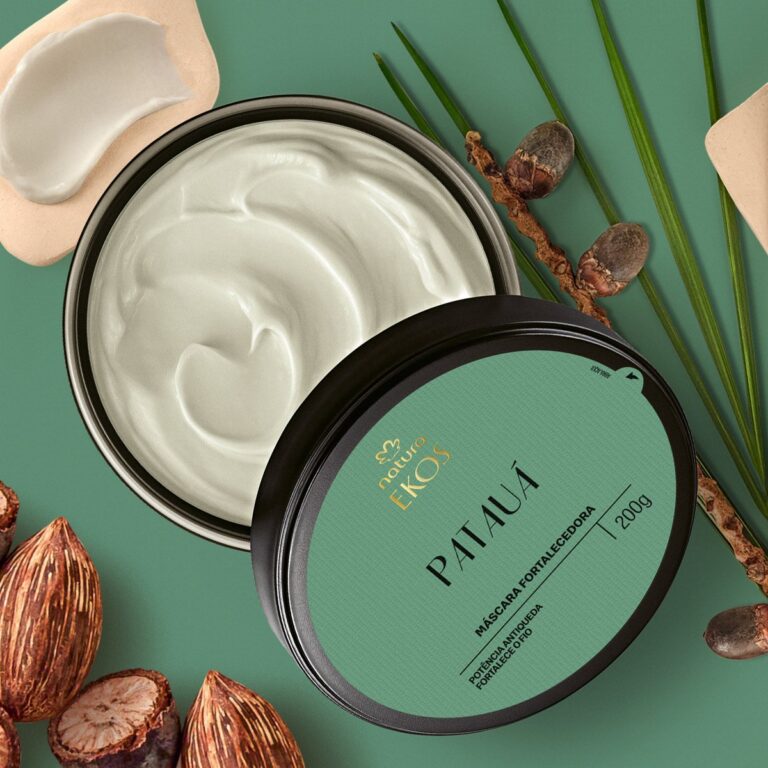 natura
EKOS
PATAUÁ
MÁSCARA FORTALECEDORA
200g
POTÊNCIA ANTIQUEDA
FORTALECE O FIO